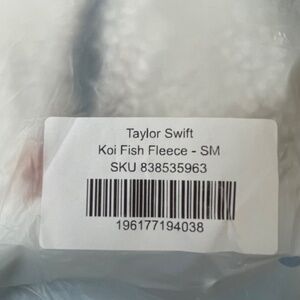 Taylor Swift
Koi Fish Fleece - SM
SKU 838535963
196177194038